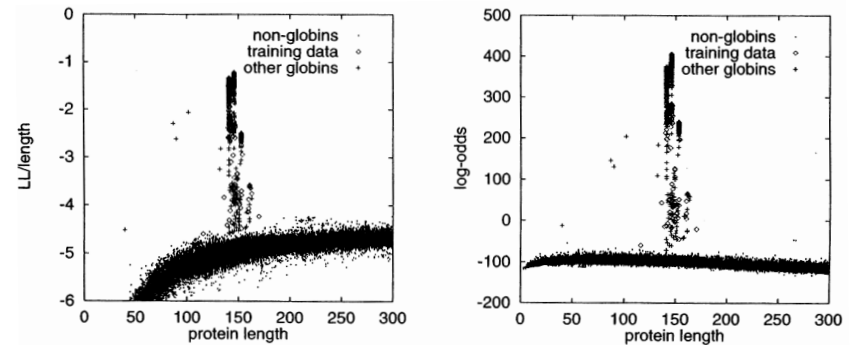 0
-1
-2
-3
-4
-5
-6
LL/length
non-globins
training data
other globins
0 50 100 150 200 250 300
protein length
500
400
300
200
100
0
-100
-200
log-odds
non-globins
training data
other globins
0 50 100 150 200 250 300
protein length